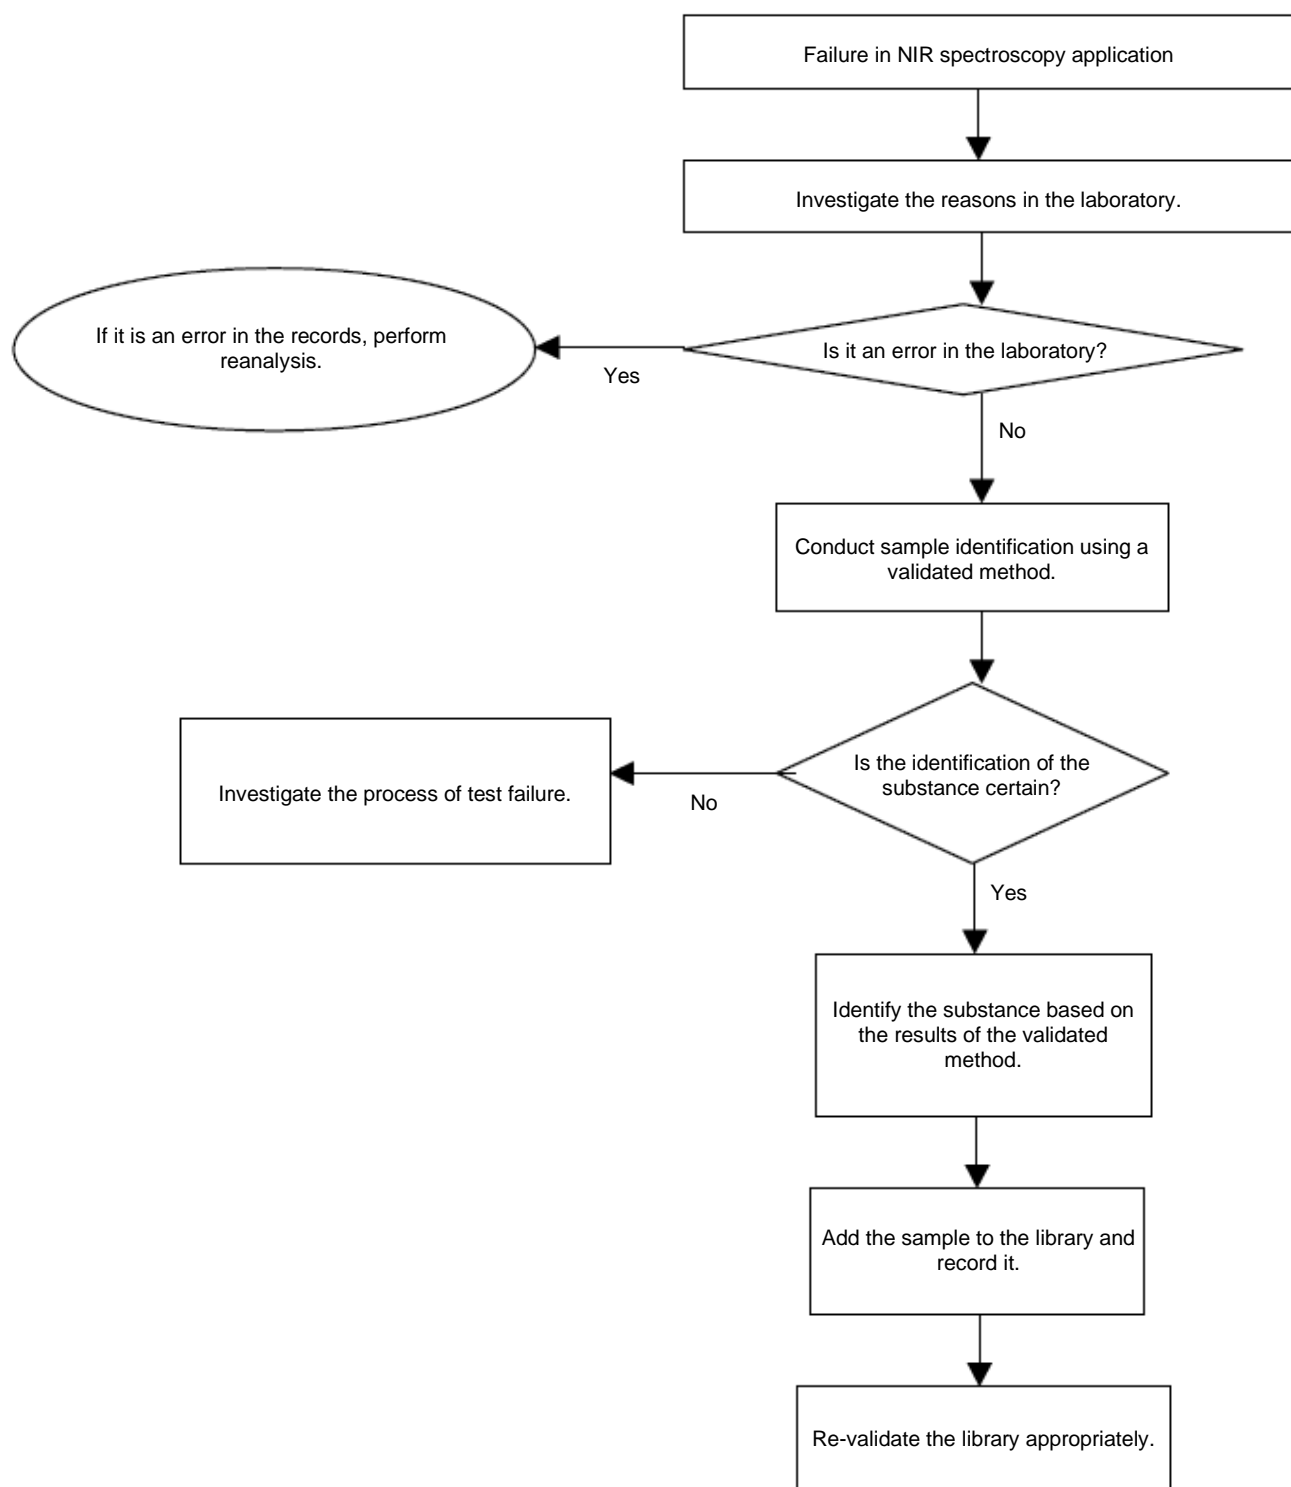 Failure in NIR spectroscopy application
Investigate the reasons in the laboratory.
Is it an error in the laboratory?
If it is an error in the records, perform
reanalysis.
Yes
No
Conduct sample identification using a
validated method.
Is the identification of the
substance certain?
Investigate the process of test failure.
No
Yes
Identify the substance based on
the results of the validated
method.
Add the sample to the library and
record it.
Re-validate the library appropriately.